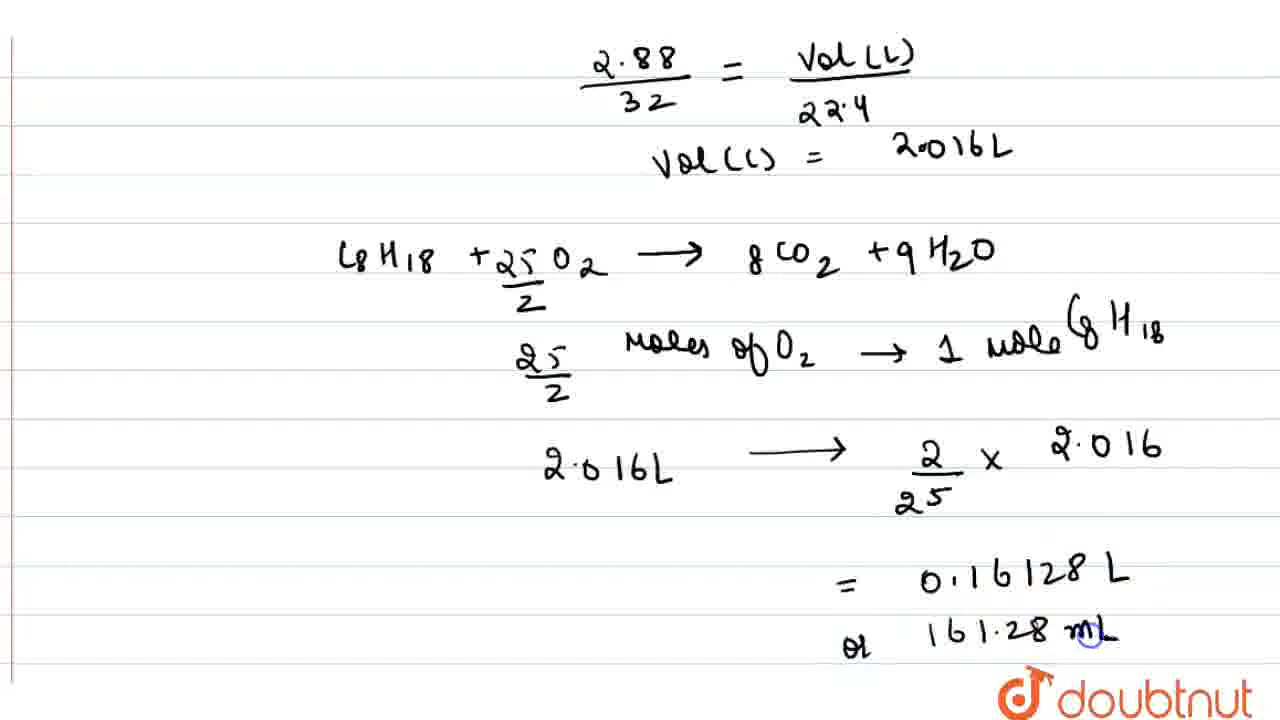 2.88/32 = Vol(L)/22.4
Vol(L) = 2.016L
C8H18 + 25/2 O2 → 8CO2 + 9H2O
25/2 moles of O2 → 1 mole C8H18
2.016L → 2/25 × 2.016
= 0.16128 L
or 161.28 mL
doubtnut